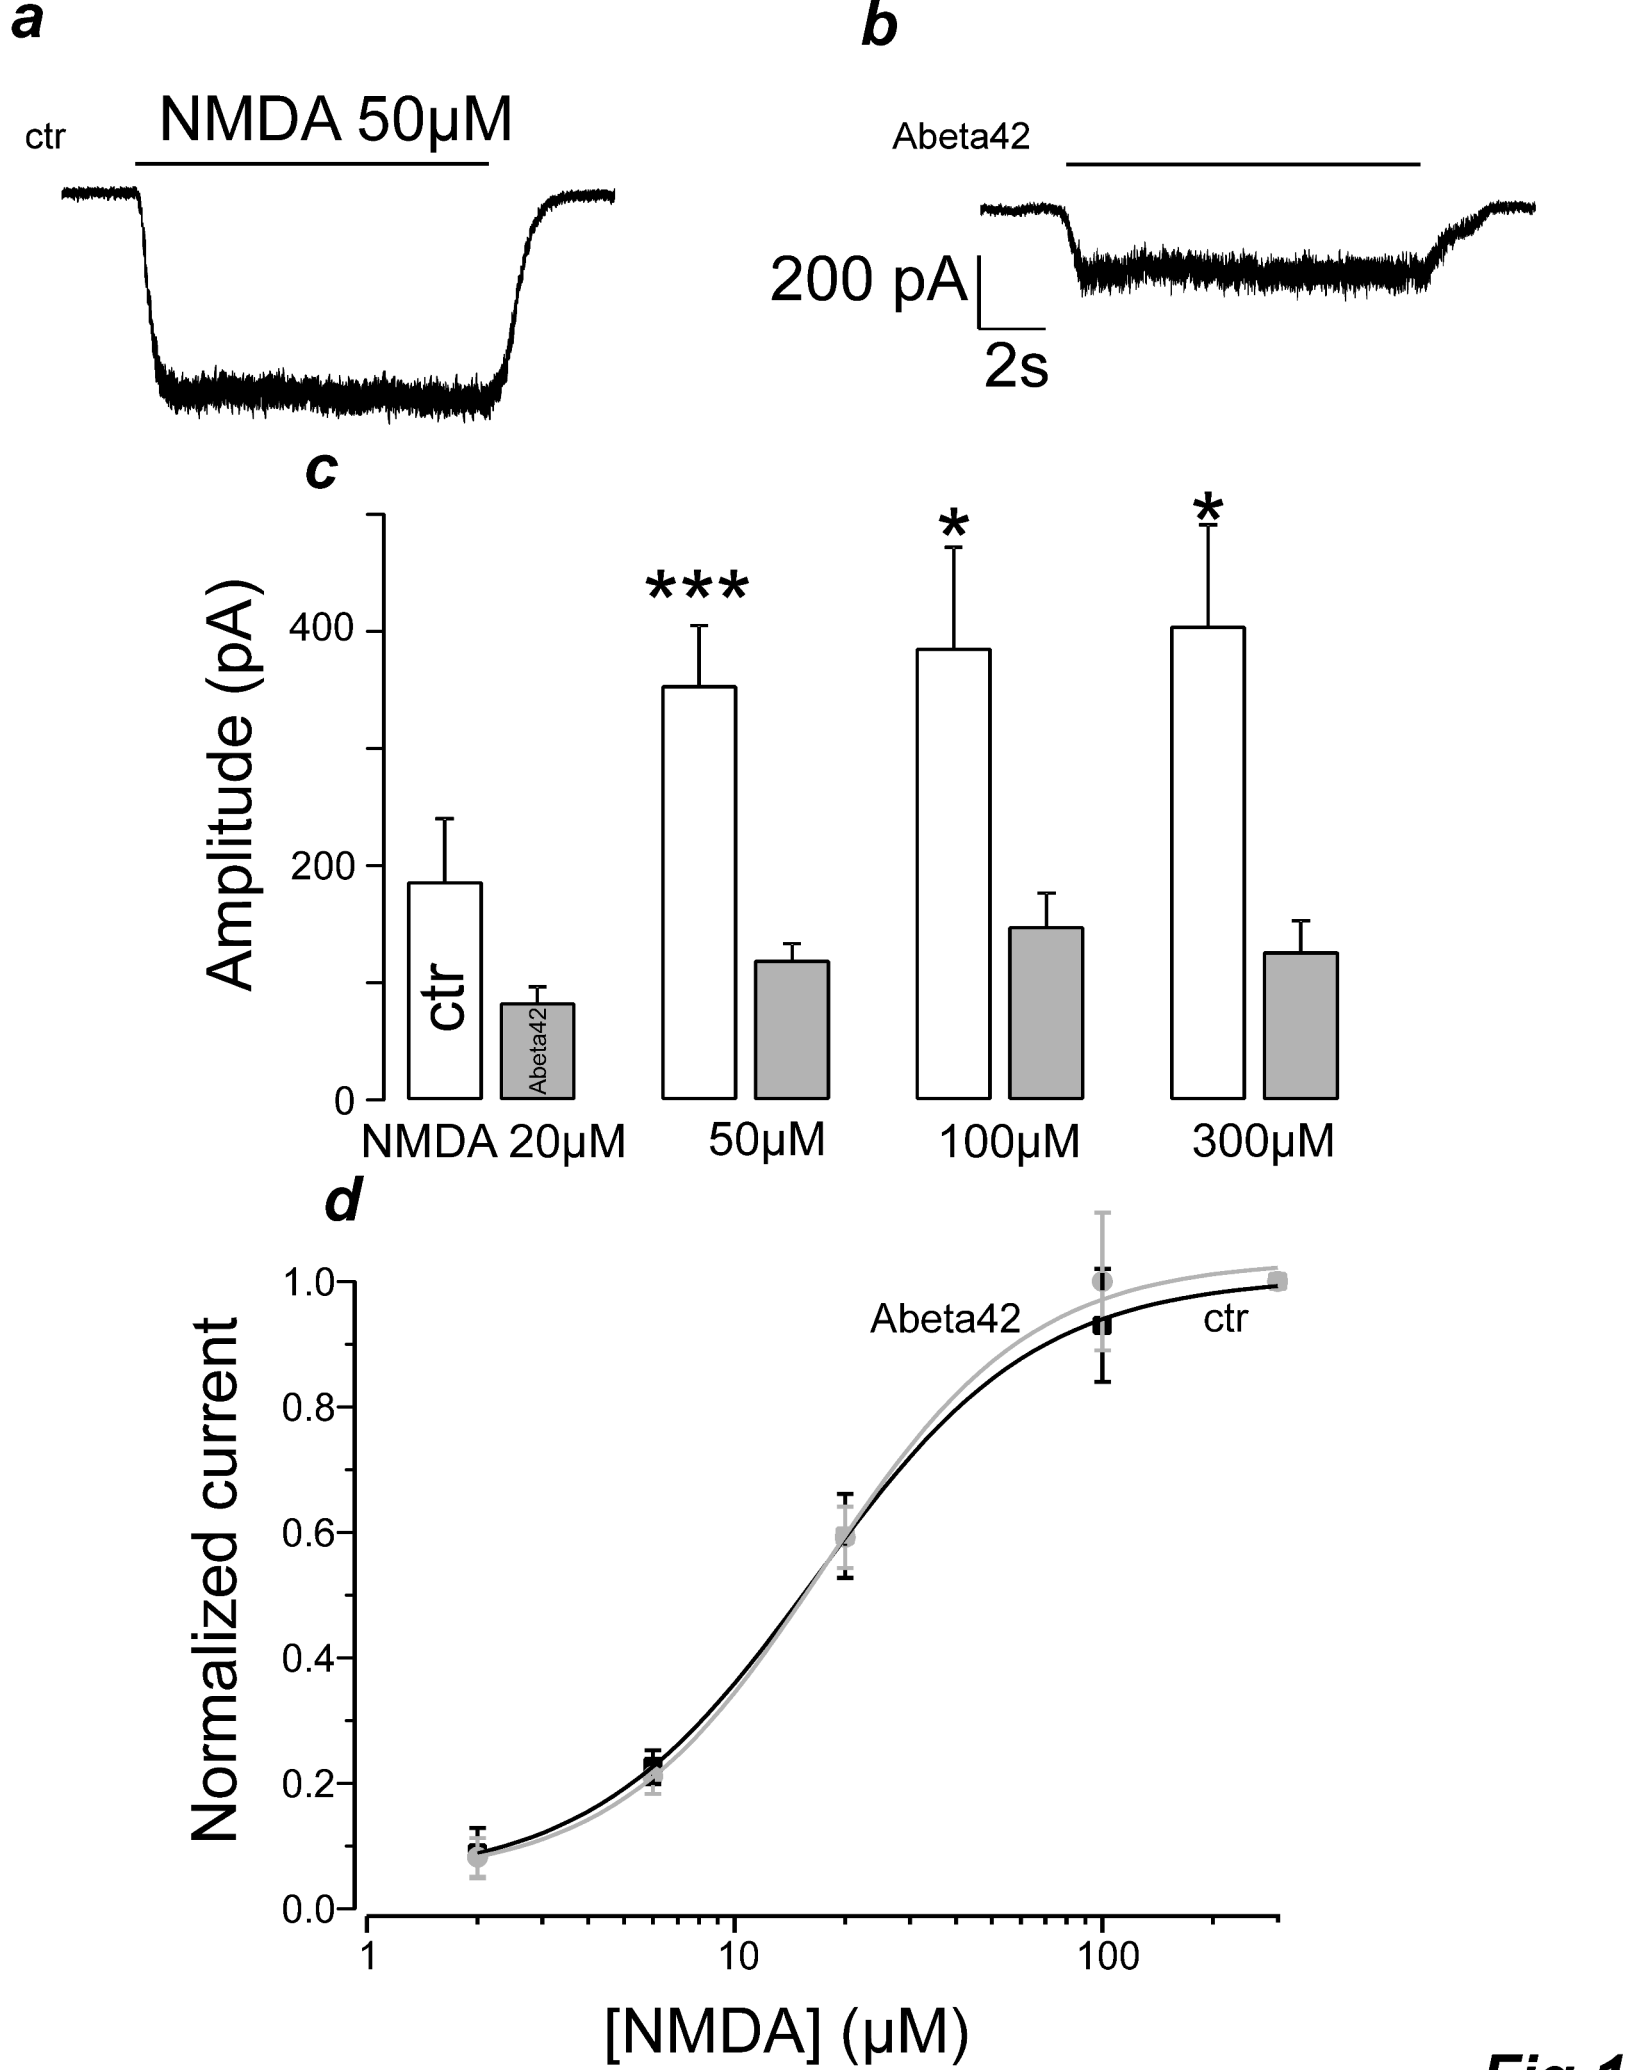 a
b
NMDA 50µM
ctr
Abeta42
200 pA
2s
c
Amplitude (pA)
400
200
0
***
*
*
ctr
Abeta42
NMDA 20µM
50µM
100µM
300µM
d
Normalized current
1.0
0.8
0.6
0.4
0.2
0.0
Abeta42
ctr
1
10
100
[NMDA] (µM)
Fig 1